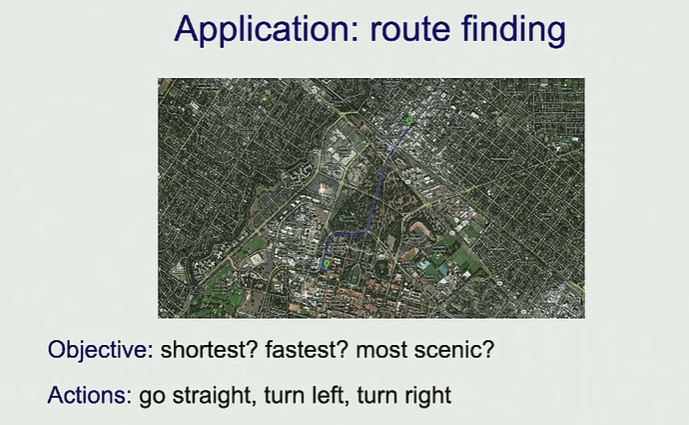 Application: route finding
Objective: shortest? fastest? most scenic?
Actions: go straight, turn left, turn right